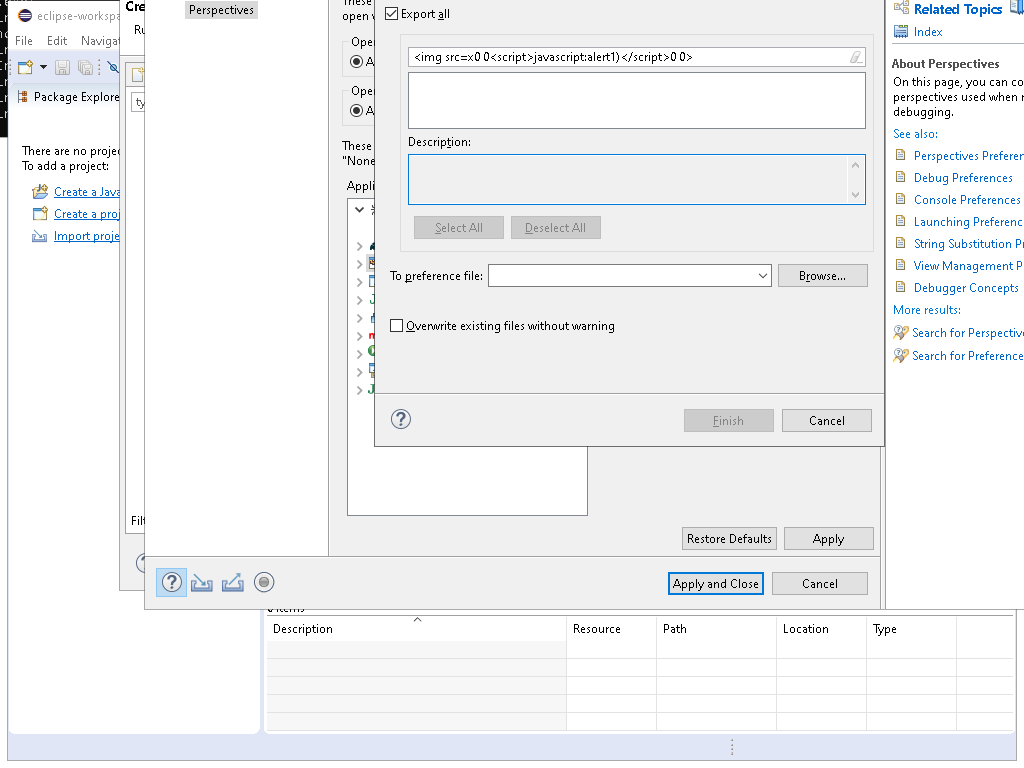 eclipse-workspa
File Edit Navigat
Package Explore
There are no projec
To add a project:
Create a Java
Create a proj
Import proje
Cre
Ru
ty
Filt
Perspectives
These
open v
Oper
A
Oper
A
These
"None
Appli
Export all
<img src=x0 0<script>javascript:alert1)</script>0 0>
Description:
Select All Deselect All
To preference file: Browse...
Overwrite existing files without warning
Finish Cancel
Restore Defaults Apply
Apply and Close Cancel
Related Topics
Index
About Perspectives
On this page, you can co
perspectives used when r
debugging.
See also:
Perspectives Preferen
Debug Preferences
Console Preferences
Launching Preferenc
String Substitution Pr
View Management P
Debugger Concepts
More results:
Search for Perspective
Search for Preference
Description Resource Path Location Type